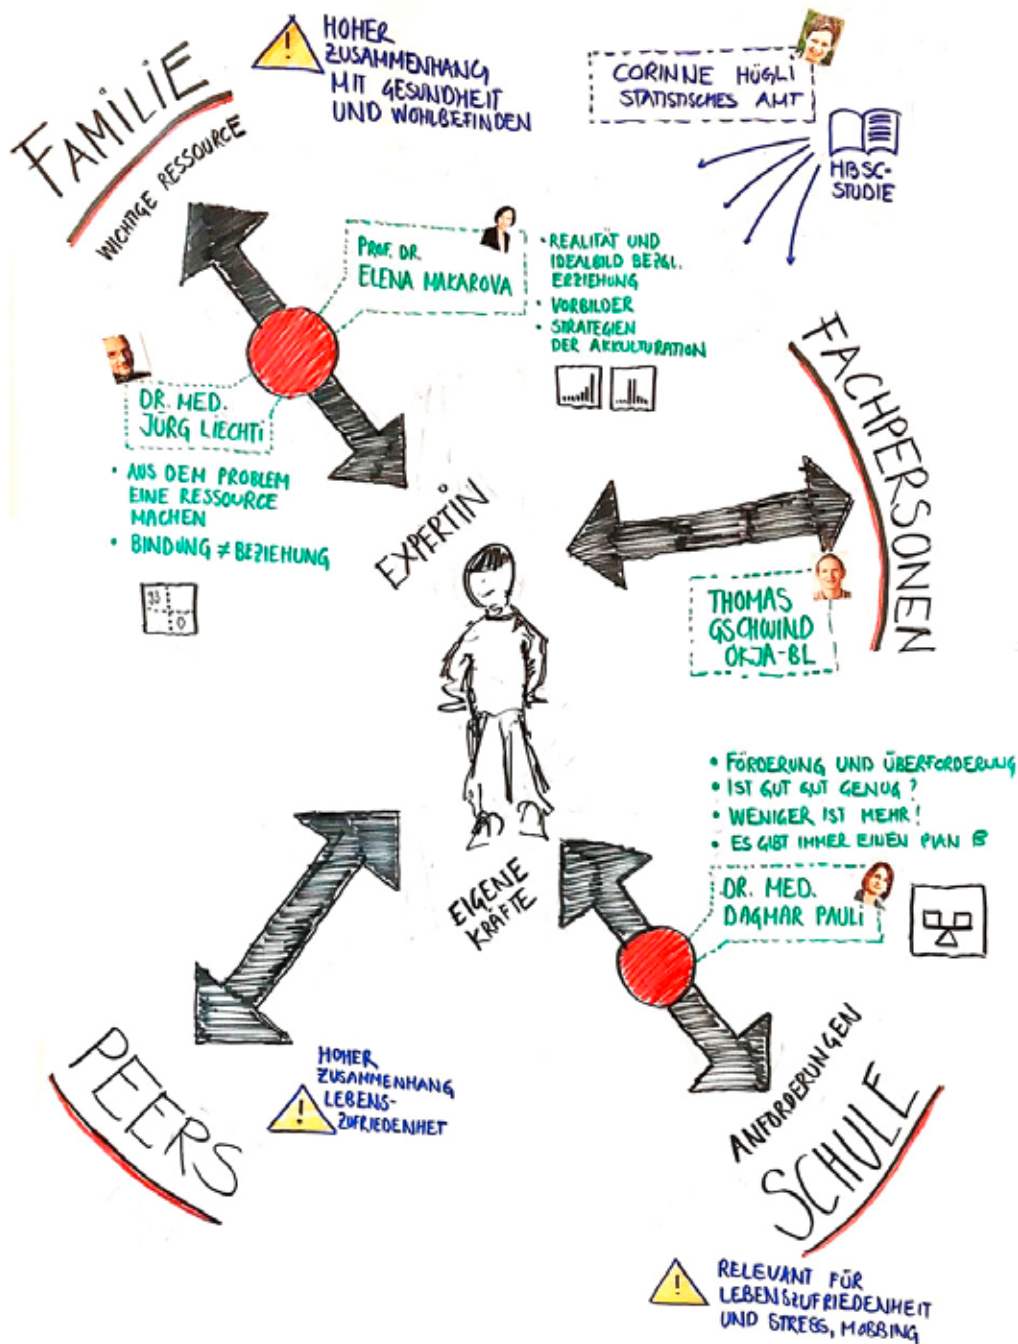 HOHER
ZUSAMMENHANG
MIT GESUNDHEIT
UND WOHLBEFINDEN
CORINNE HÜGLI
STATISTISCHES AMT
HBSC-
STUDIE
FAMILIE
WICHTIGE RESSOURCE
PROF. DR.
ELENA MAKAROVA
• REALITÄT UND
IDEALBILD BEZGL.
ERZIEHUNG
• VORBILDER
• STRATEGIEN
DER AKKULTURATION
DR. MED.
JÜRG LIECHTI
• AUS DEM PROBLEM
EINE RESSOURCE
MACHEN
• BINDUNG ≠ BEZIEHUNG
FACHPERSONEN
THOMAS
GSCHWIND
OKJA-BL
EXPERTIN
EIGENE
KRÄFTE
• FÖRDERUNG UND ÜBERFORDERUNG
• IST GUT GUT GENUG?
• WENIGER IST MEHR!
• ES GIBT IMMER EINEN PLAN B
DR. MED.
DAGMAR PAULI
PEERS
HOHER
ZUSAMMENHANG
LEBENS-
ZUFRIEDENHEIT
ANFORDERUNGEN
SCHULE
RELEVANT FÜR
LEBENSZUFRIEDENHEIT
UND STRESS, MOBBING